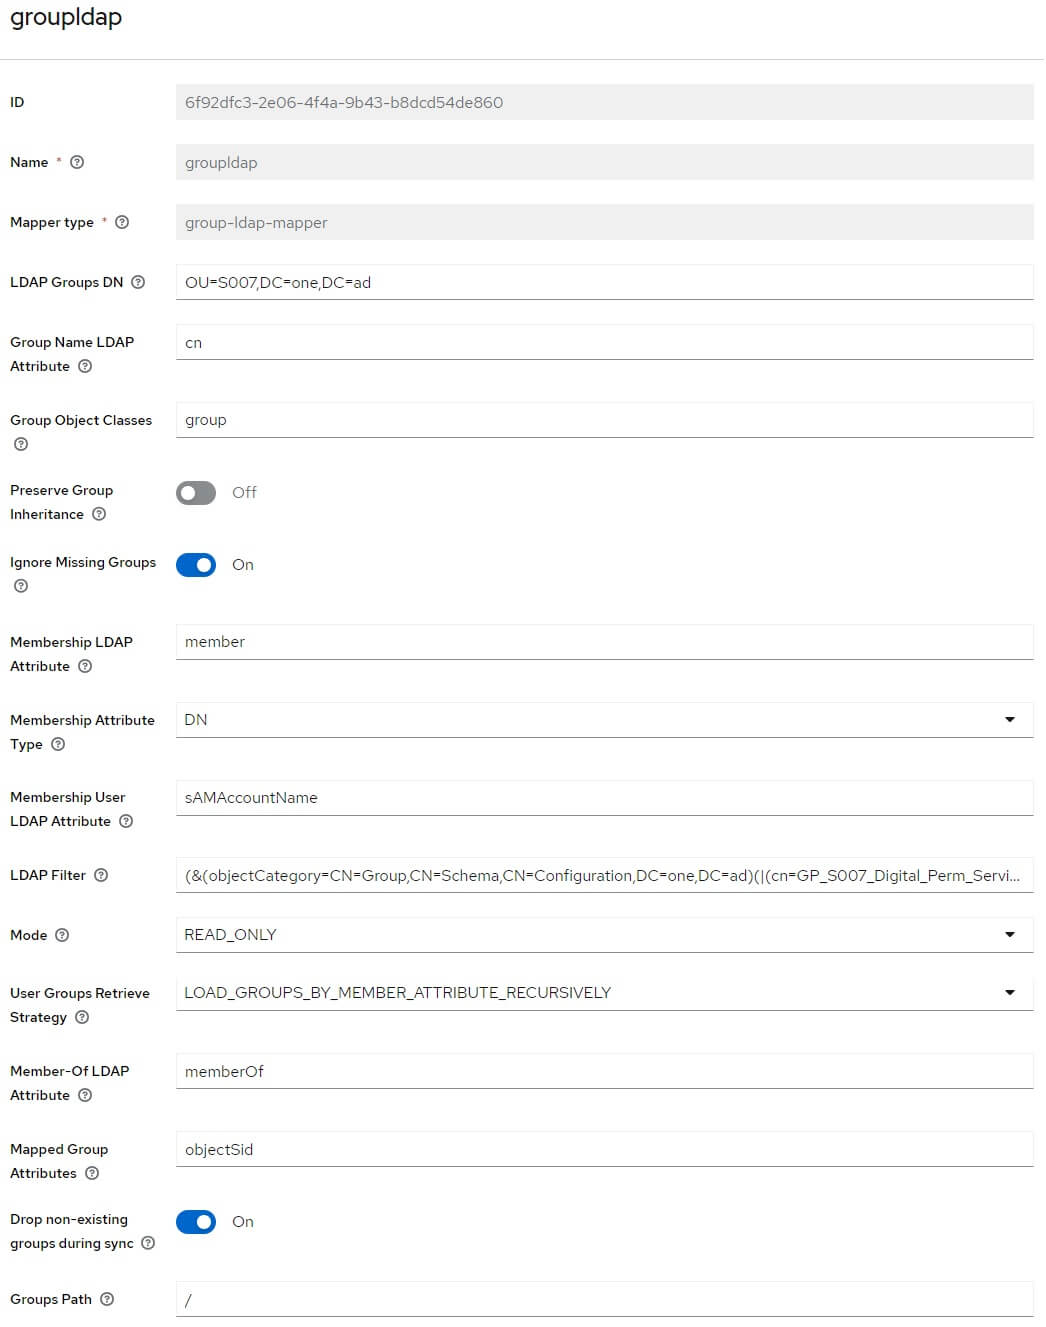 groupldap
ID
6f92dfc3-2e06-4f4a-9b43-b8dcd54de860
Name *
groupldap
Mapper type *
group-ldap-mapper
LDAP Groups DN
OU=S007,DC=one,DC=ad
Group Name LDAP
Attribute
cn
Group Object Classes
group
Preserve Group
Inheritance
Off
Ignore Missing Groups
On
Membership LDAP
Attribute
member
Membership Attribute
Type
DN
Membership User
LDAP Attribute
sAMAccountName
LDAP Filter
(&(objectCategory=CN=Group,CN=Schema,CN=Configuration,DC=one,DC=ad)(|(cn=GP_S007_Digital_Perm_Servi...
Mode
READ_ONLY
User Groups Retrieve
Strategy
LOAD_GROUPS_BY_MEMBER_ATTRIBUTE_RECURSIVELY
Member-Of LDAP
Attribute
memberOf
Mapped Group
Attributes
objectSid
Drop non-existing
groups during sync
On
Groups Path
/